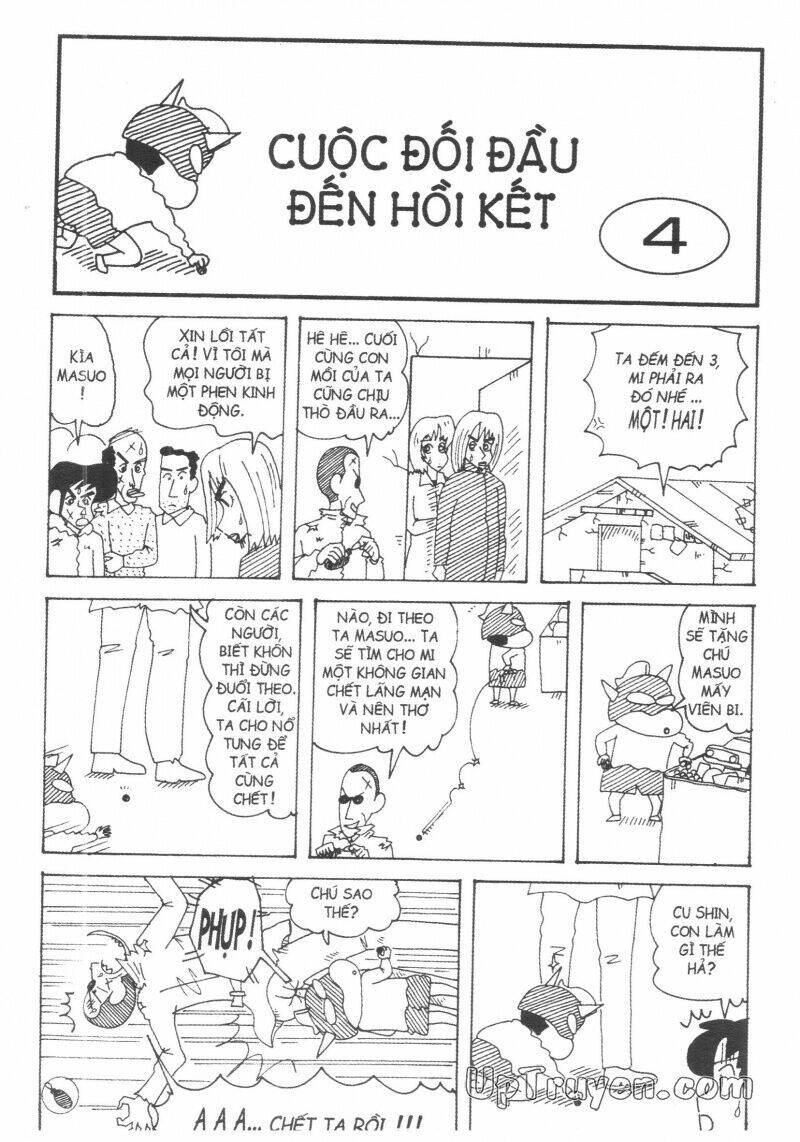 CUỘC ĐỐI ĐẦU
ĐẾN HỒI KẾT
4
KÌA
MASUO
!
XIN LỖI TẤT
CẢ! VÌ TÔI MÀ
MỌI NGƯỜI BỊ
MỘT PHEN KINH
ĐỘNG.
HÊ HÊ... CUỐI
CÙNG CON
MỒI CỦA TA
CŨNG CHỊU
THÒ ĐẦU RA...
TA ĐẾM ĐẾN 3,
MI PHẢI RA
ĐÓ NHÉ ...
MỘT! HAI!
CÒN CÁC
NGƯỜI,
BIẾT KHÔN
THÌ ĐỪNG
ĐUỔI THEO.
CÃI LỜI,
TA CHO NỔ
TUNG ĐỂ
TẤT CẢ
CÙNG
CHẾT!
NÀO, ĐI THEO
TA MASUO... TA
SẼ TÌM CHO MI
MỘT KHÔNG GIAN
CHẾT LÃNG MẠN
VÀ NÊN THƠ
NHẤT!
MÌNH
SẼ TẶNG
CHÚ
MASUO
MẤY
VIÊN BI.
PHỤP!
CHÚ SAO
THẾ?
A A A... CHẾT TA RỒI !!!
CU SHIN,
CON LÀM
GÌ THẾ
HẢ?
UpTruyen.com